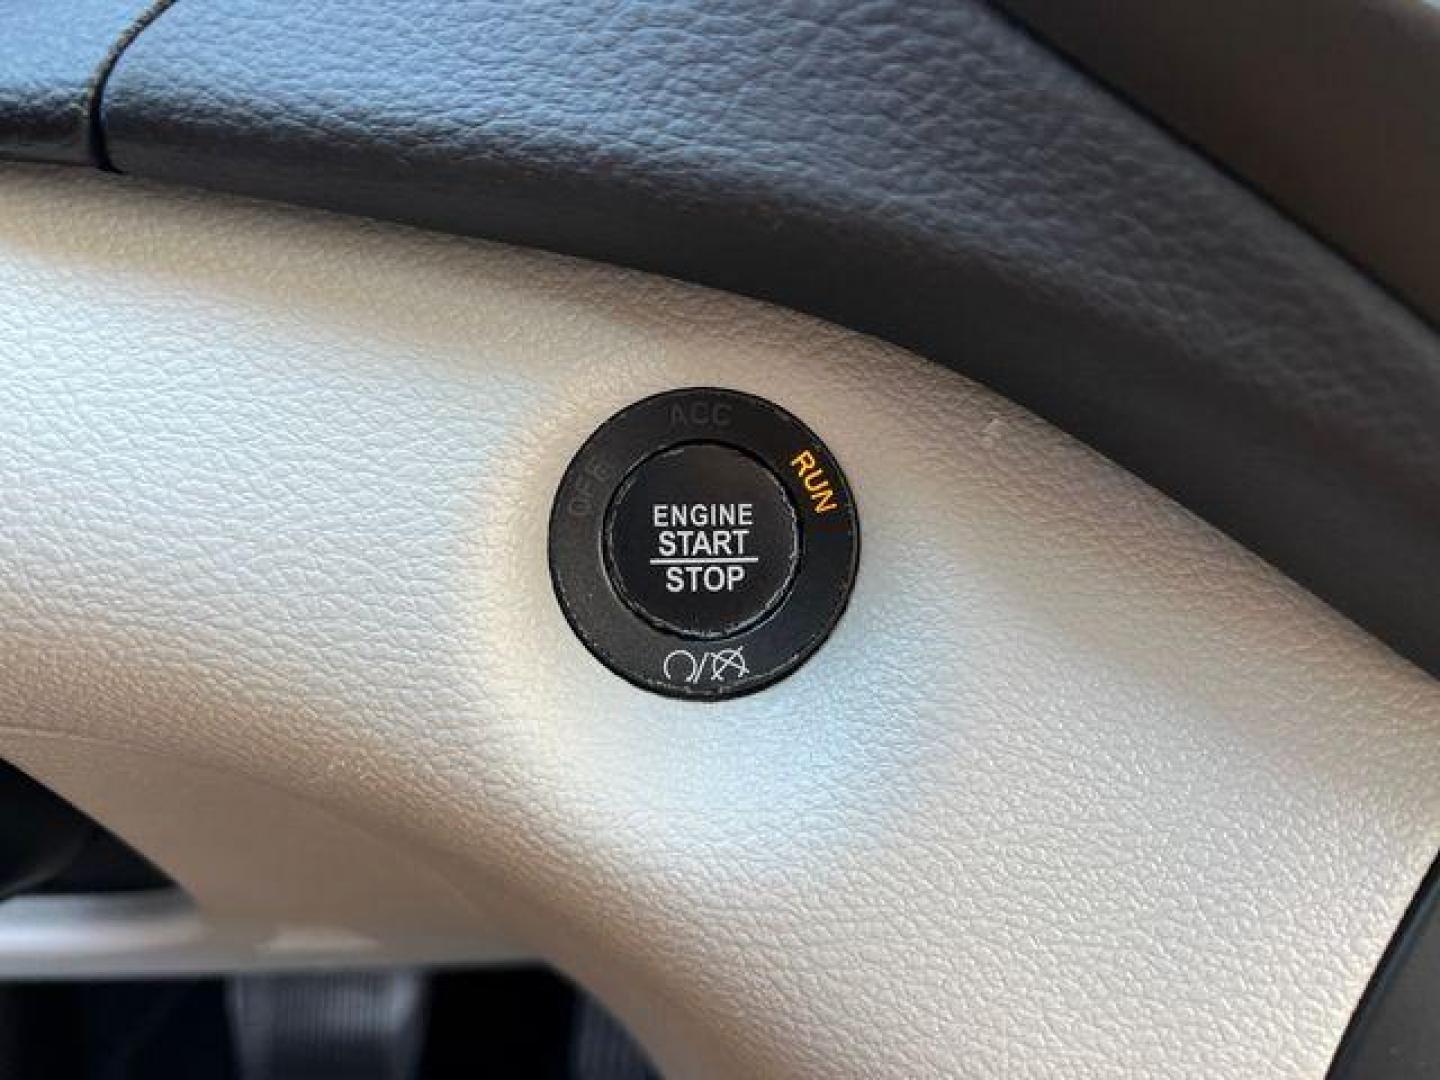 ACC
OFF
RUN
ENGINE
START
STOP